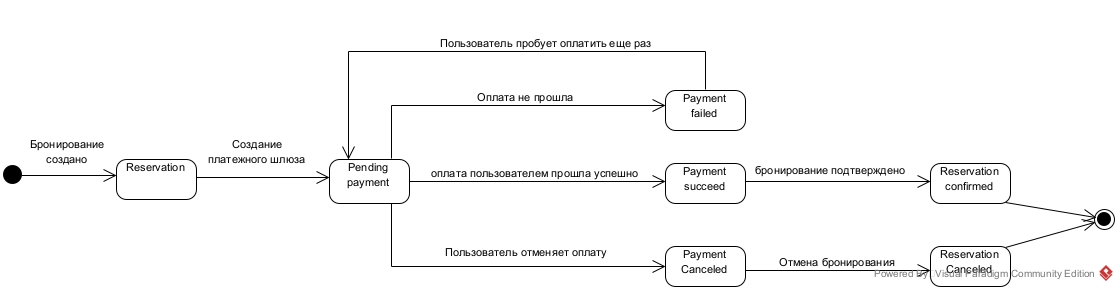 Пользователь пробует оплатить еще раз
Оплата не прошла
Payment
failed
Бронирование
создано
Reservation
Создание
платежного шлюза
Pending
payment
оплата пользователем прошла успешно
Payment
succeed
бронирование подтверждено
Reservation
confirmed
Пользователь отменяет оплату
Payment
Canceled
Отмена бронирования
Reservation
Canceled
Powered By Visual Paradigm Community Edition